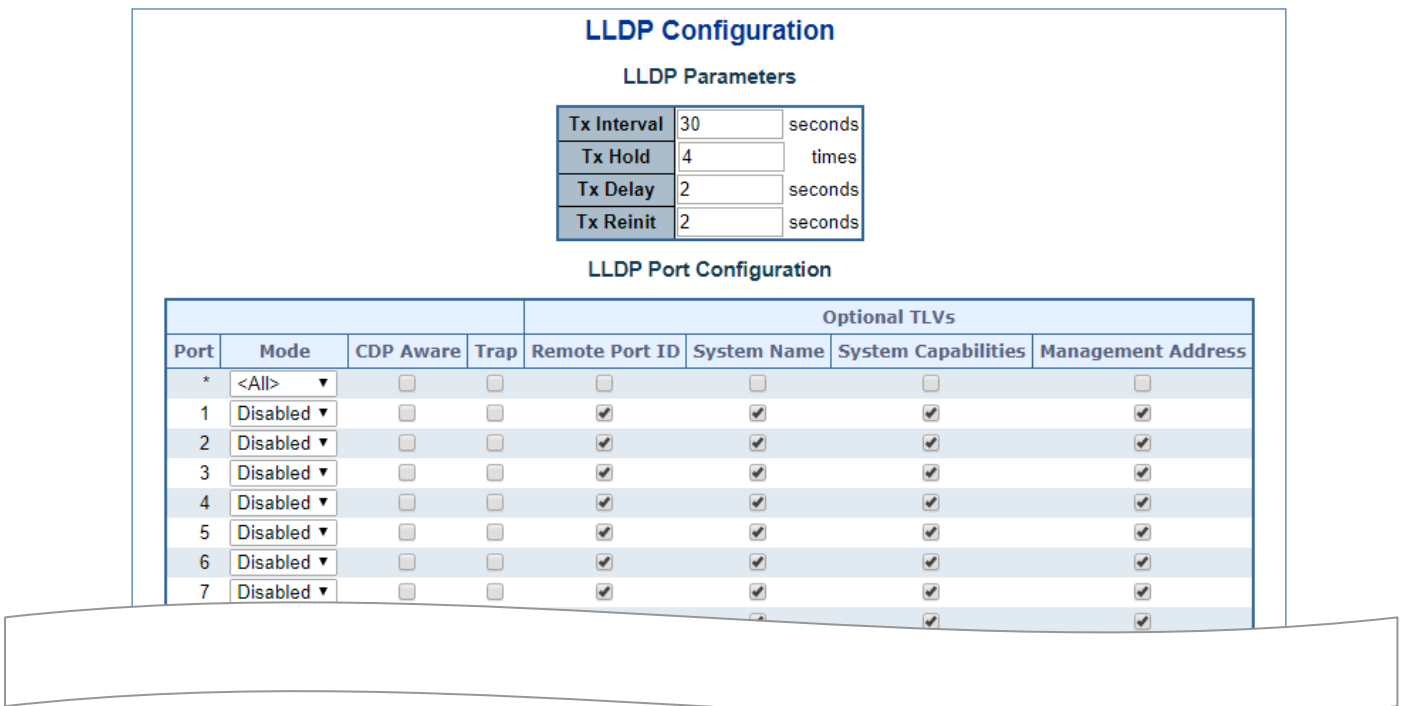 LLDP Configuration
LLDP Parameters
Tx Interval 30 seconds
Tx Hold 4 times
Tx Delay 2 seconds
Tx Reinit 2 seconds
LLDP Port Configuration
Optional TLVs
Port Mode CDP Aware Trap Remote Port ID System Name System Capabilities Management Address
* <All>
1 Disabled
2 Disabled
3 Disabled
4 Disabled
5 Disabled
6 Disabled
7 Disabled